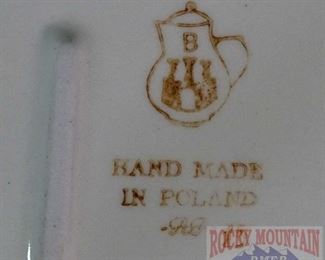 B
HAND MADE
IN POLAND
ROCKY MOUNTAIN